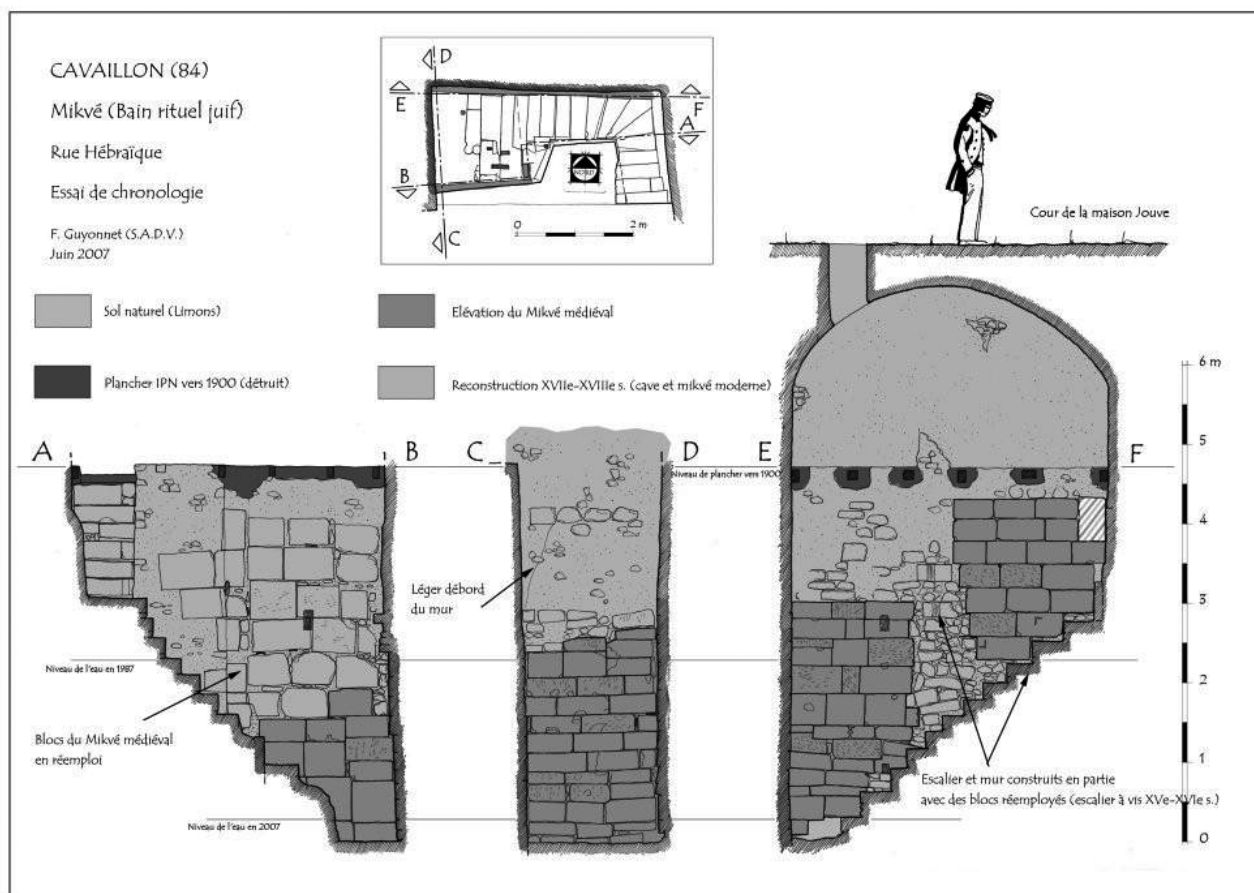 CAVAILLON (84)
Mikvé (Bain rituel juif)
Rue Hébraïque
Essai de chronologie
F. Guyonnet (S.A.D.V.)
Juin 2007
D
E
F
A
B
C
NORD
0 2 m
Cour de la maison Jouve
Sol naturel (Limons)
Elévation du Mikvé médiéval
Plancher IPN vers 1900 (détruit)
Reconstruction XVIIe-XVIIIe s. (cave et mikvé moderne)
6 m
5
4
3
2
1
0
A B C D E F
Niveau de plancher vers 1900
Léger débord
du mur
Niveau de l'eau en 1987
Blocs du Mikvé médiéval
en réemploi
Escalier et mur construits en partie
avec des blocs réemployés (escalier à vis XVe-XVIe s.)
Niveau de l'eau en 2007